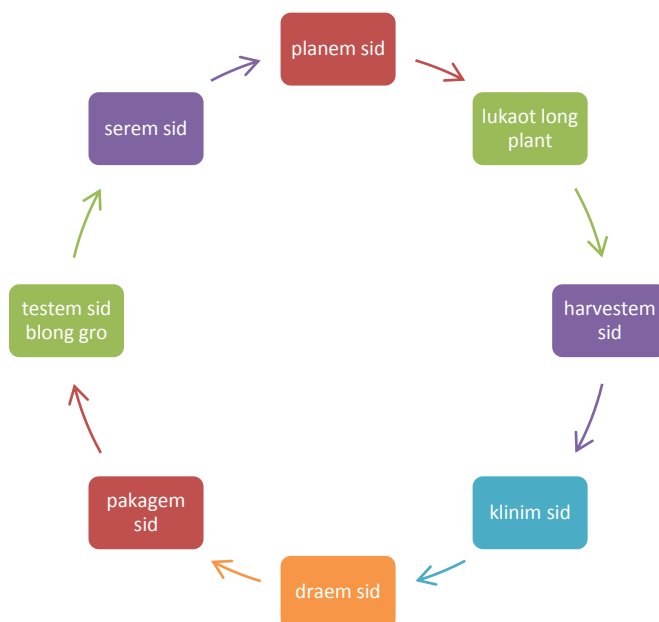 planem sid
lukaot long
plant
harvestem
sid
klinim sid
draem sid
pakagem
sid
testem sid
blong gro
serem sid